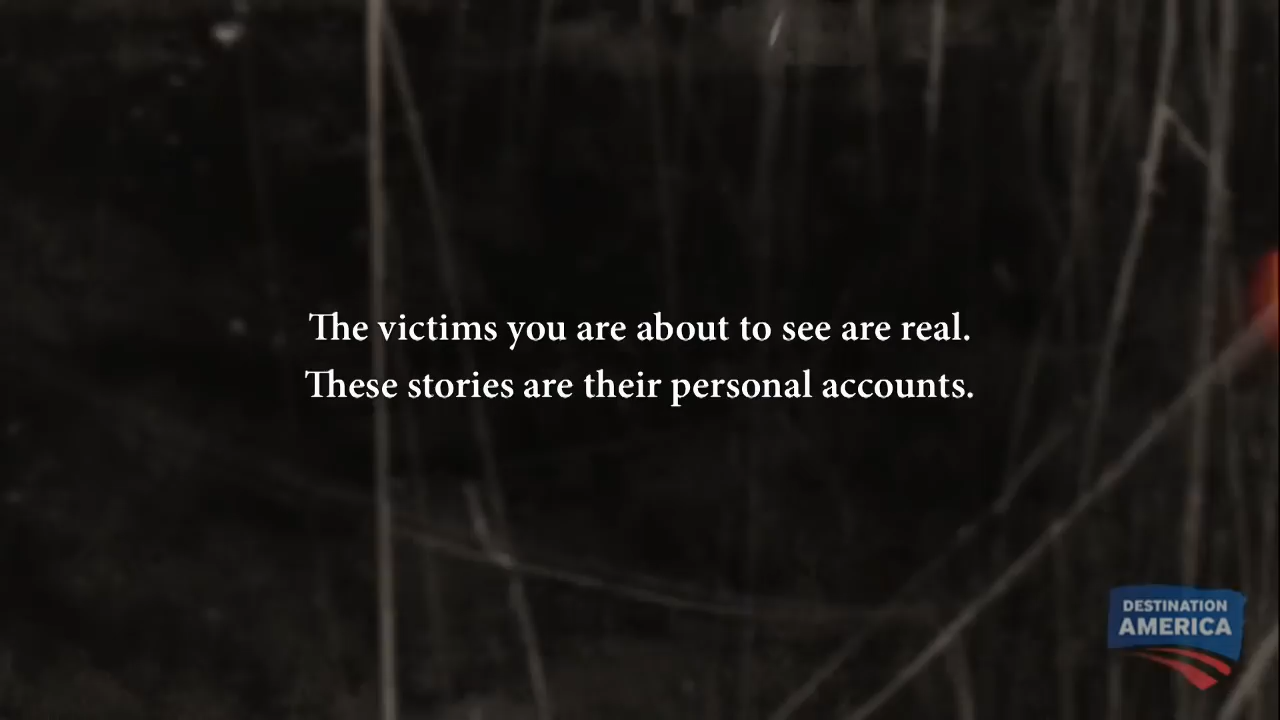 The victims you are about to see are real.
These stories are their personal accounts.
DESTINATION
AMERICA